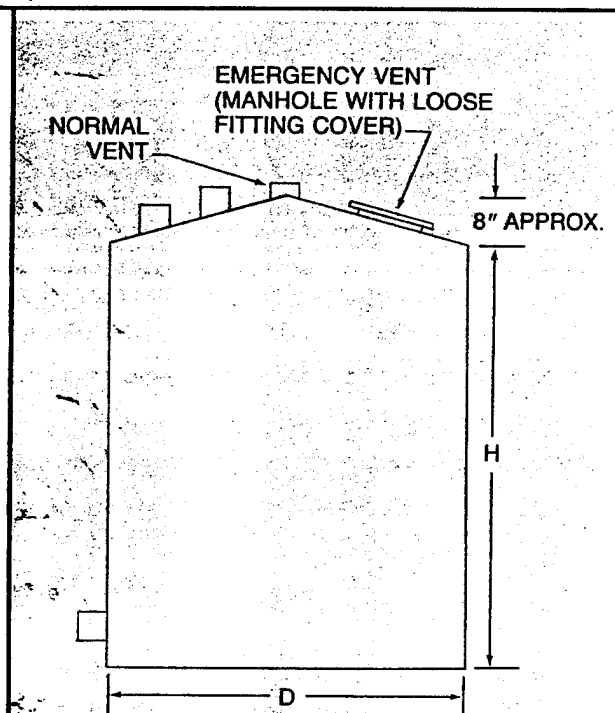 EMERGENCY VENT
(MANHOLE WITH LOOSE
FITTING COVER)
NORMAL
VENT
8" APPROX.
H
D